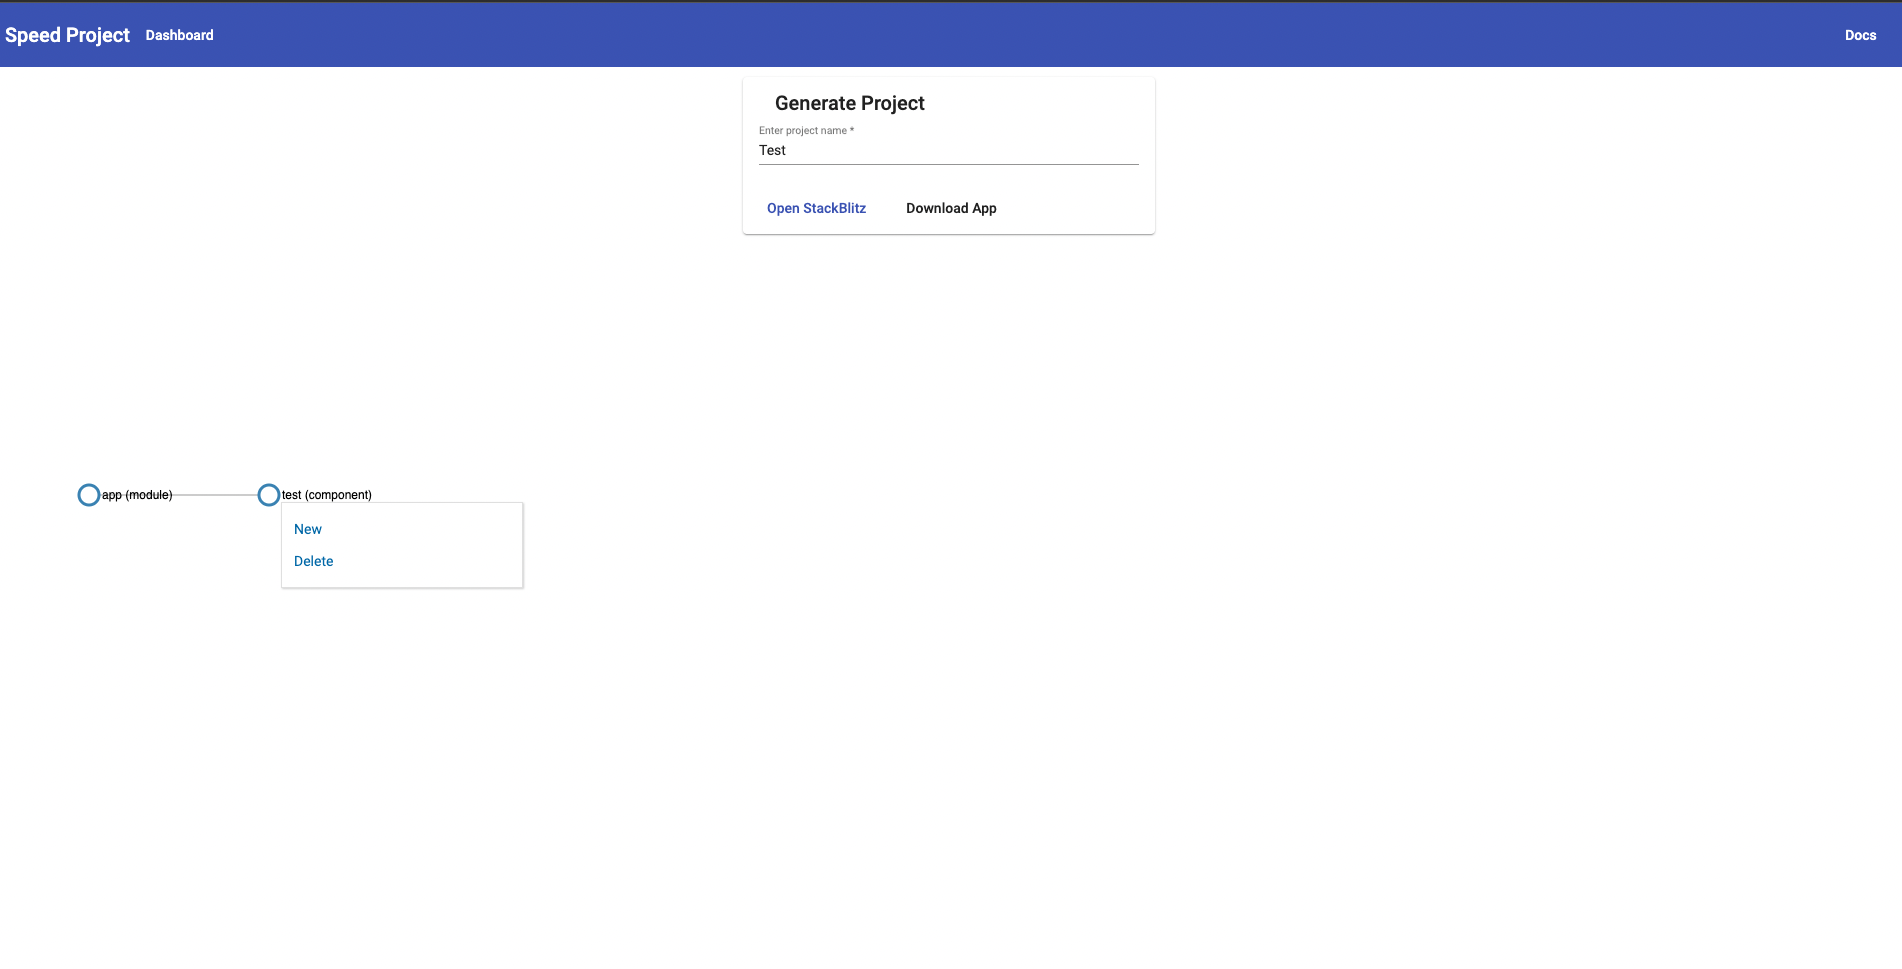 Speed Project Dashboard Docs
Generate Project
Enter project name *
Test
Open StackBlitz Download App
app (module) test (component)
New
Delete